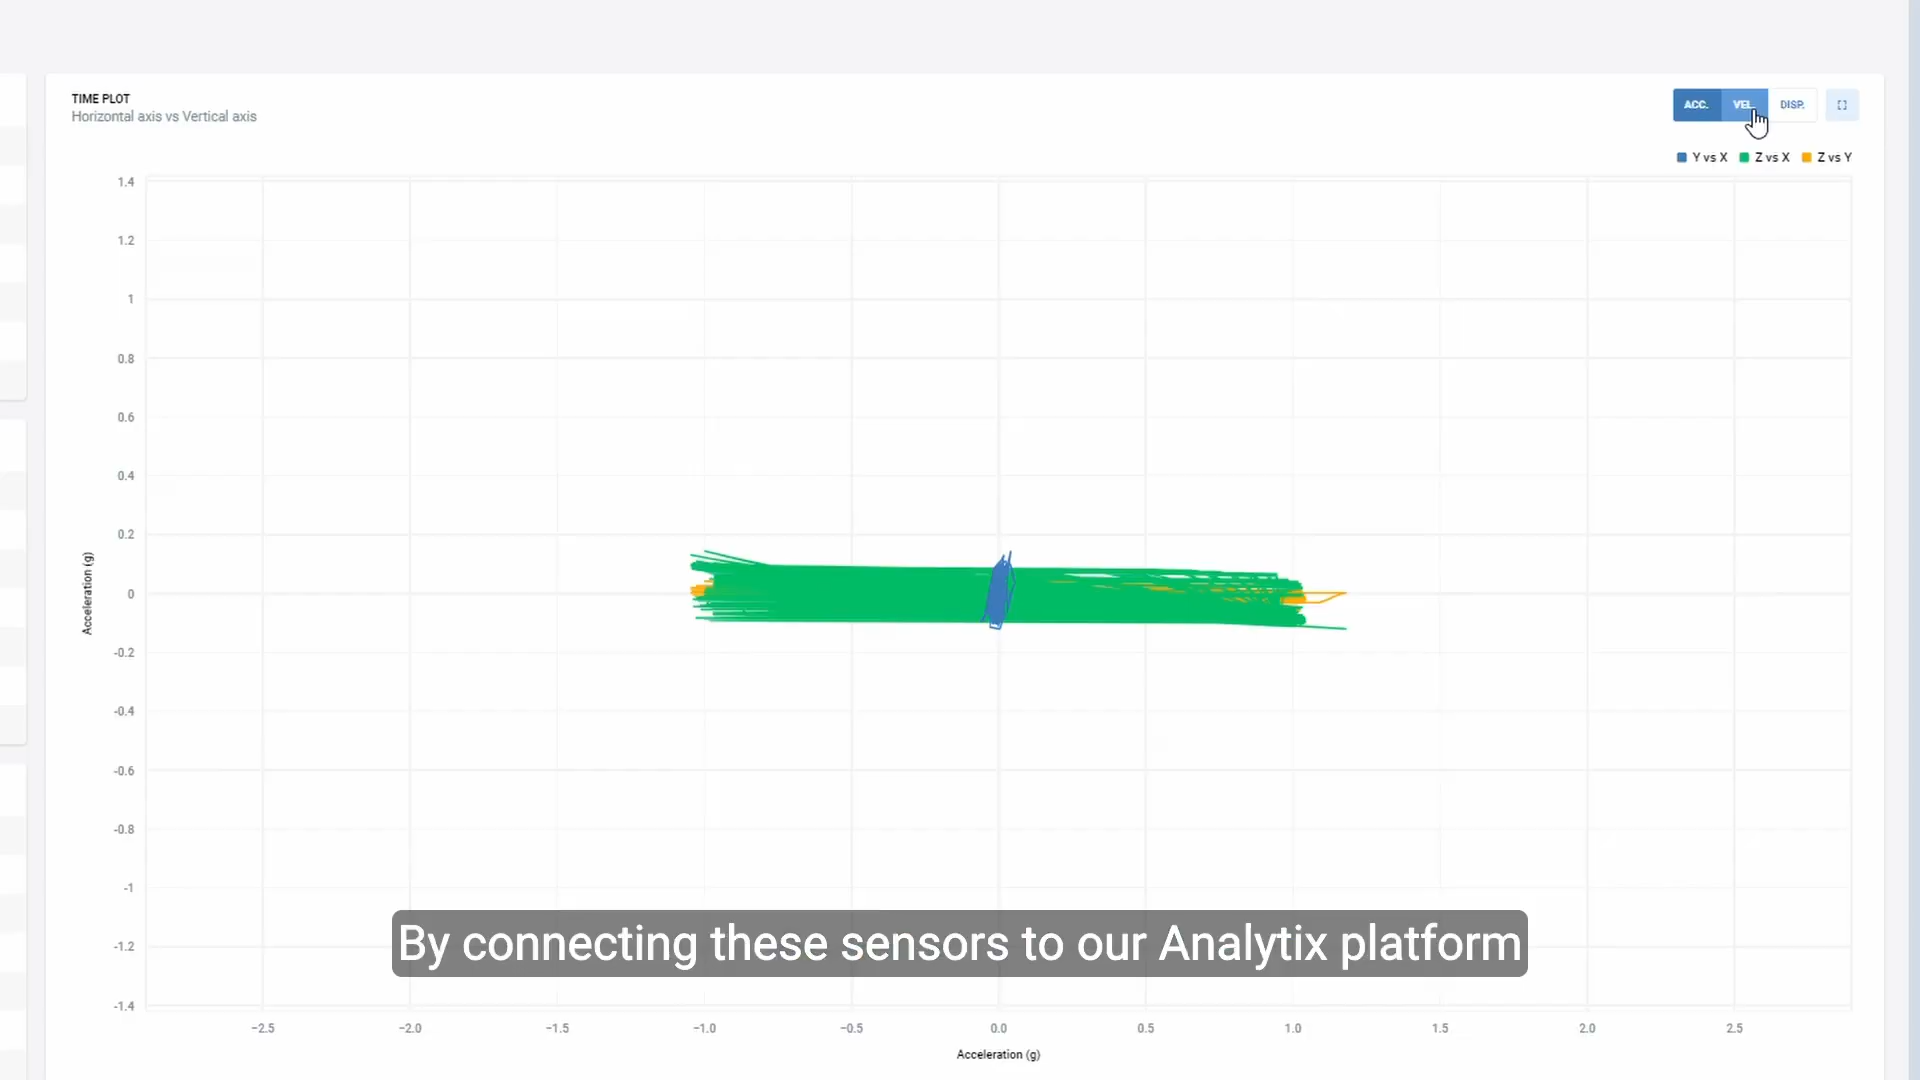 TIME PLOT
Horizontal axis vs Vertical axis
ACC. VEL. DISP.
Y vs X Z vs X Z vs Y
1.4
1.2
1
0.8
0.6
0.4
0.2
0
-0.2
-0.4
-0.6
-0.8
-1
-1.2
-1.4
Acceleration (g)
By connecting these sensors to our Analytix platform
−2.5 −2.0 −1.5 −1.0 −0.5 0.0 0.5 1.0 1.5 2.0 2.5
Acceleration (g)